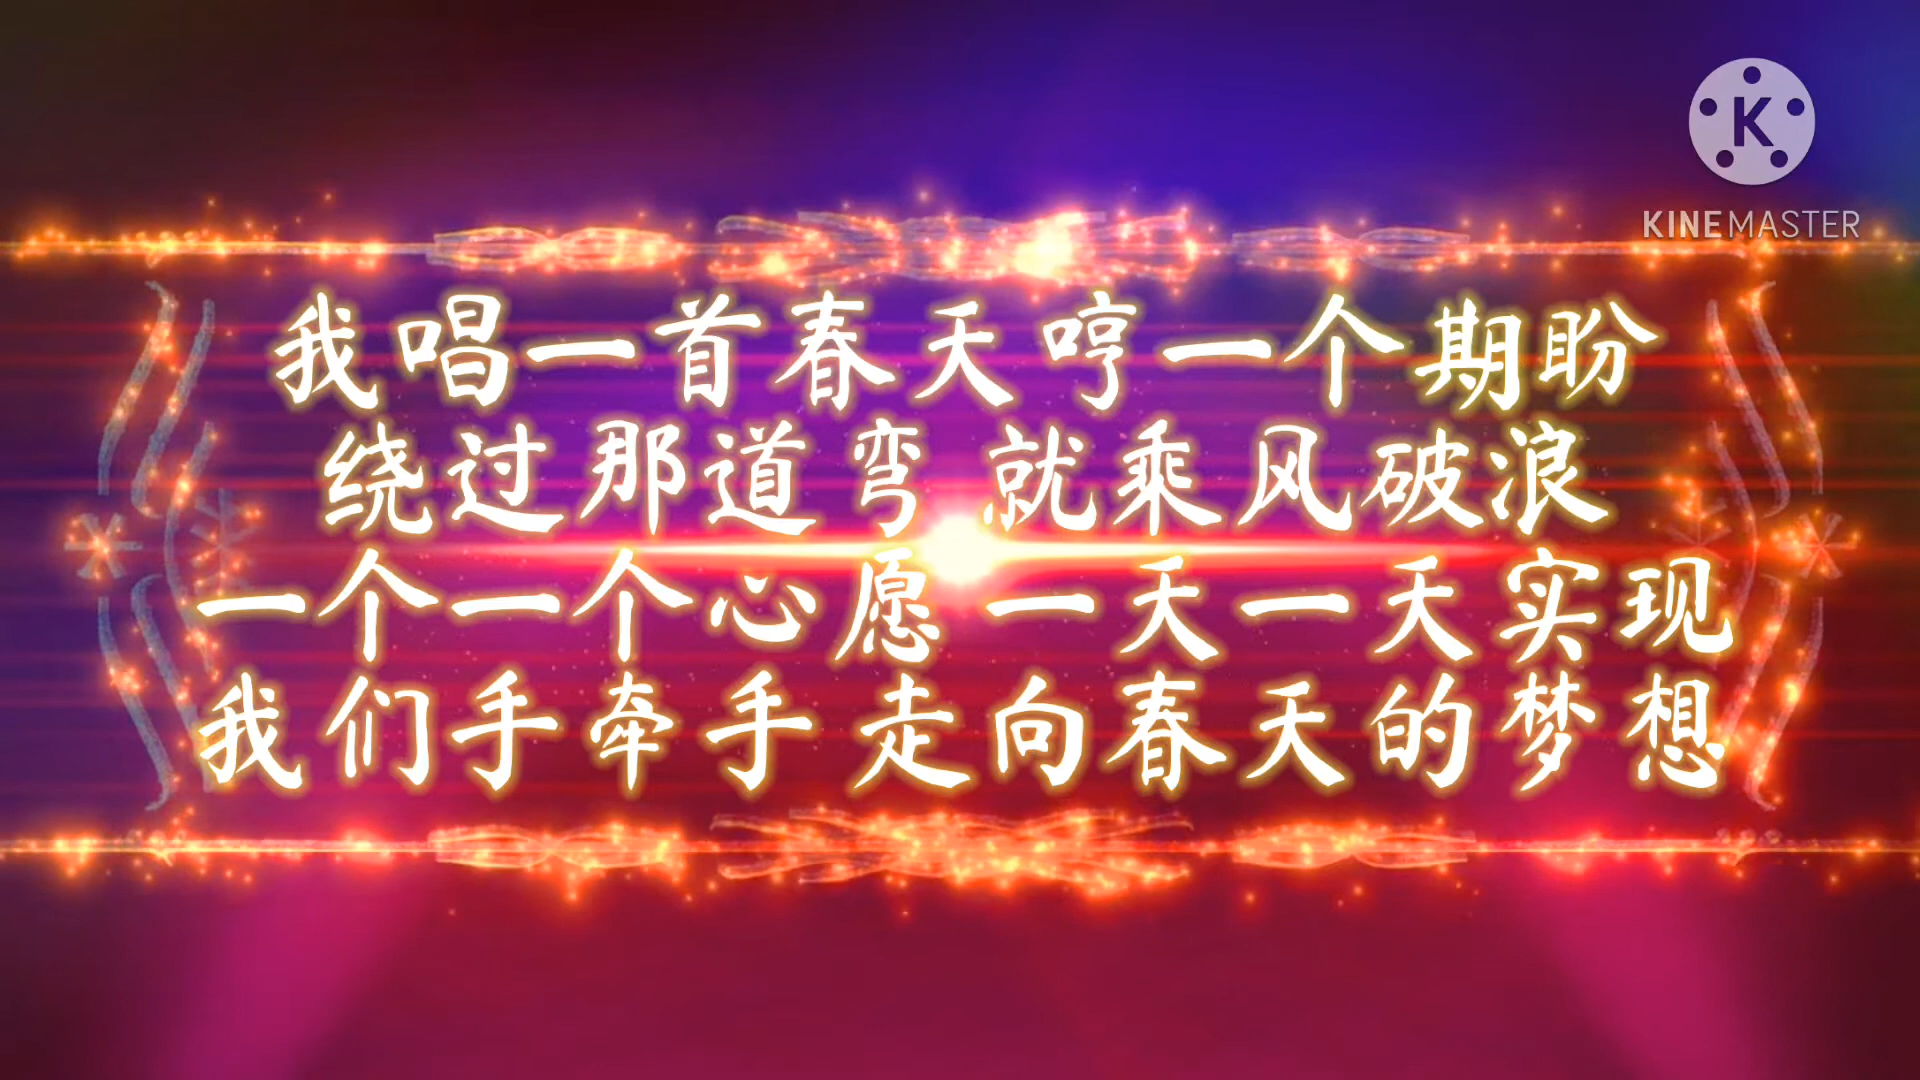 KINEMASTER
我唱一首春天哼一个期盼
绕过那道弯 就乘风破浪
一个一个心愿 一天一天实现
我们手牵手 走向春天的梦想